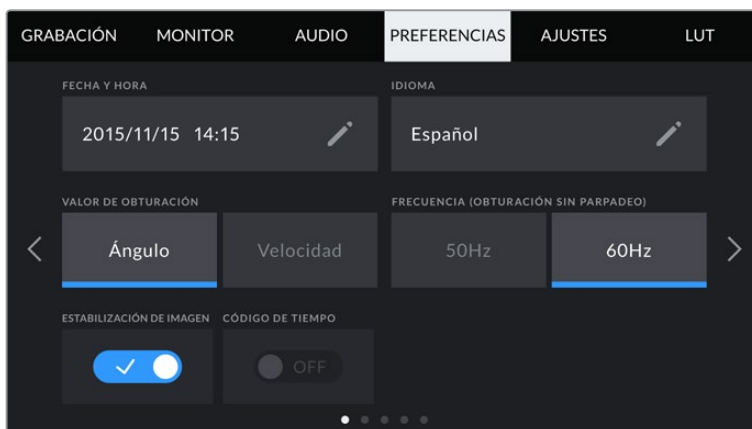 GRABACIÓN MONITOR AUDIO PREFERENCIAS AJUSTES LUT
FECHA Y HORA IDIOMA
2015/11/15 14:15 Español
VALOR DE OBTURACIÓN FRECUENCIA (OBTURACIÓN SIN PARPADEO)
Ángulo Velocidad 50Hz 60Hz
ESTABILIZACIÓN DE IMAGEN CÓDIGO DE TIEMPO
OFF